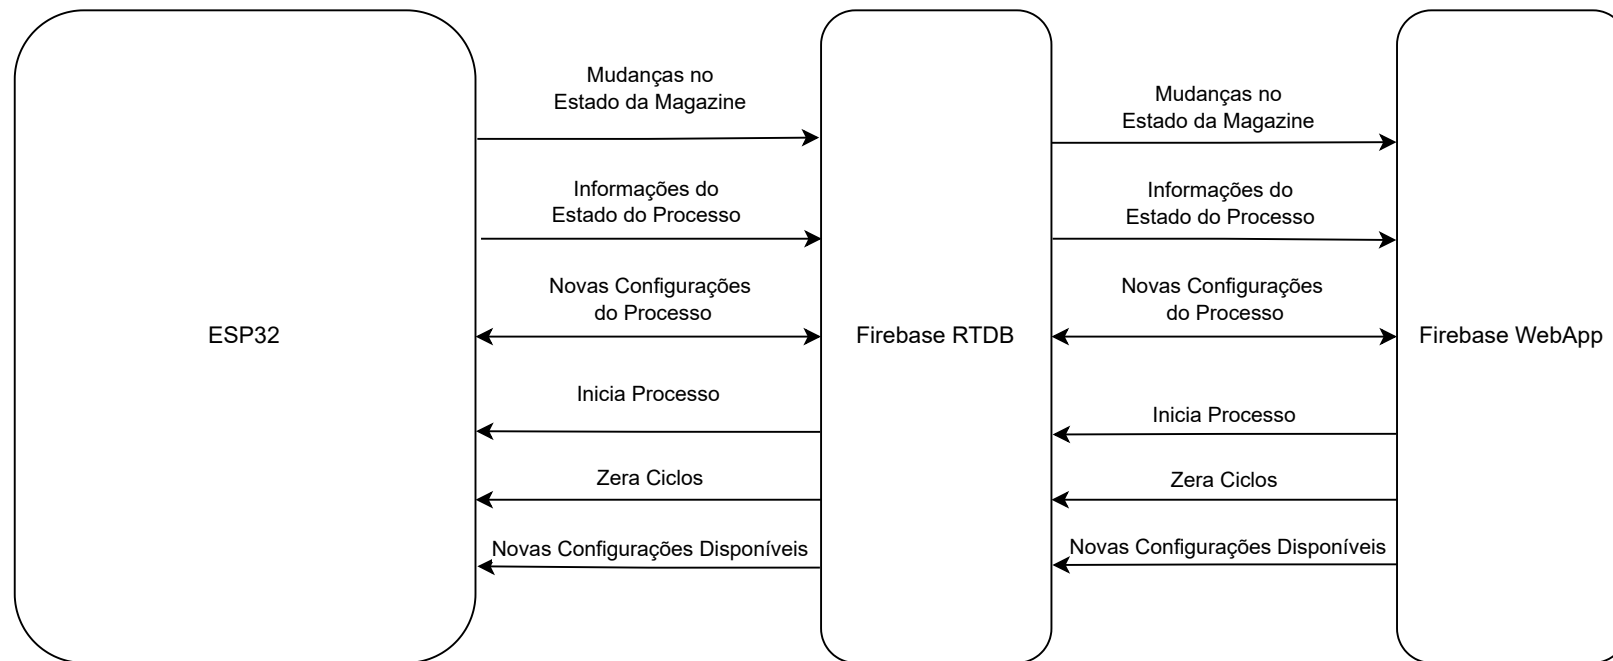 ESP32
Mudanças no
Estado da Magazine
Informações do
Estado do Processo
Novas Configurações
do Processo
Inicia Processo
Zera Ciclos
Novas Configurações Disponíveis
Firebase RTDB
Mudanças no
Estado da Magazine
Informações do
Estado do Processo
Novas Configurações
do Processo
Inicia Processo
Zera Ciclos
Novas Configurações Disponíveis
Firebase WebApp